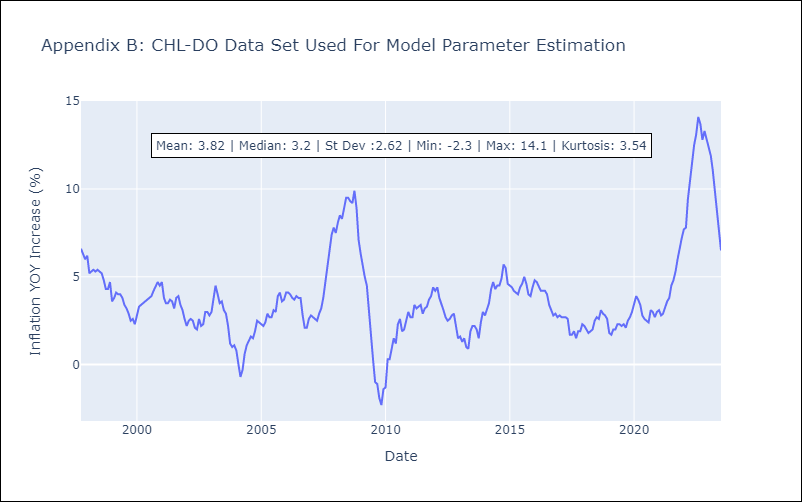 Appendix B: CHL-DO Data Set Used For Model Parameter Estimation
15
Mean: 3.82 | Median: 3.2 | St Dev :2.62 | Min: -2.3 | Max: 14.1 | Kurtosis: 3.54
10
5
0
Inflation YOY Increase (%)
2000 2005 2010 2015 2020
Date